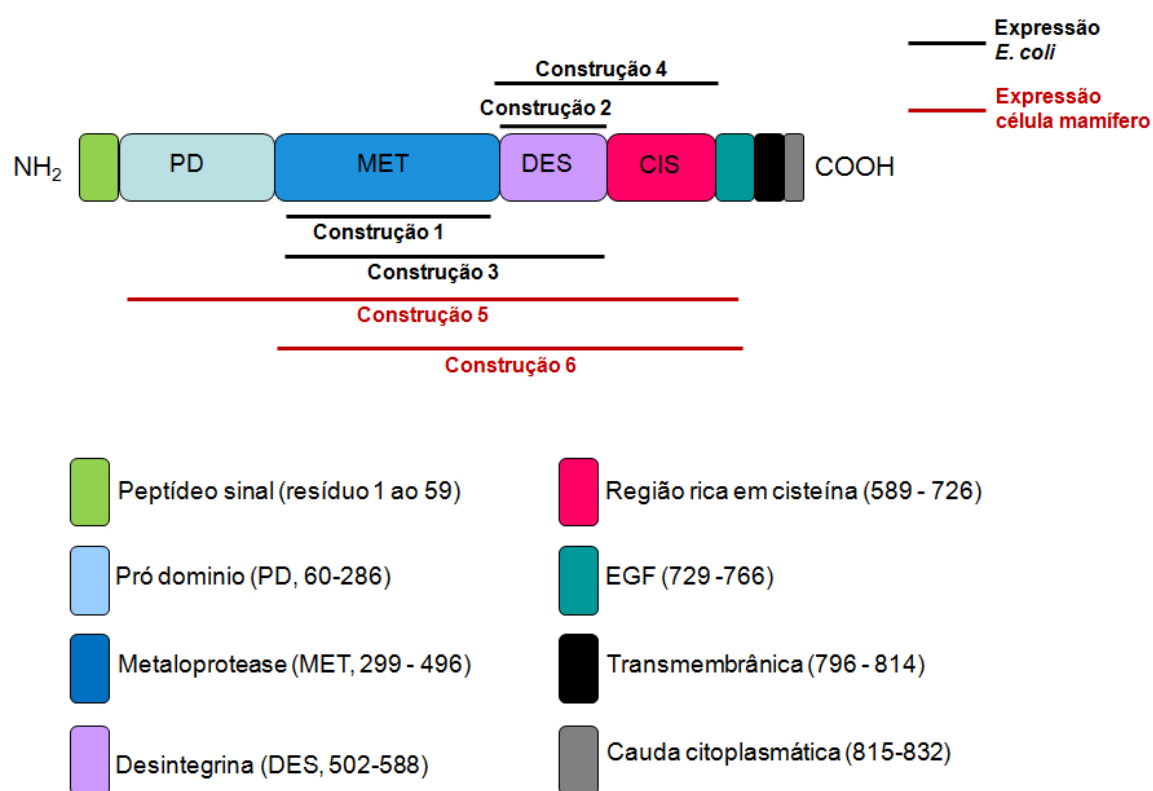 Expressão
E. coli
Expressão
célula mamífero
Construção 4
Construção 2
NH2
PD
MET
DES
CIS
COOH
Construção 1
Construção 3
Construção 5
Construção 6
Peptídeo sinal (resíduo 1 ao 59)
Região rica em cisteína (589 - 726)
Pró dominio (PD, 60-286)
EGF (729 -766)
Metaloprotease (MET, 299 - 496)
Transmembrânica (796 - 814)
Desintegrina (DES, 502-588)
Cauda citoplasmática (815-832)